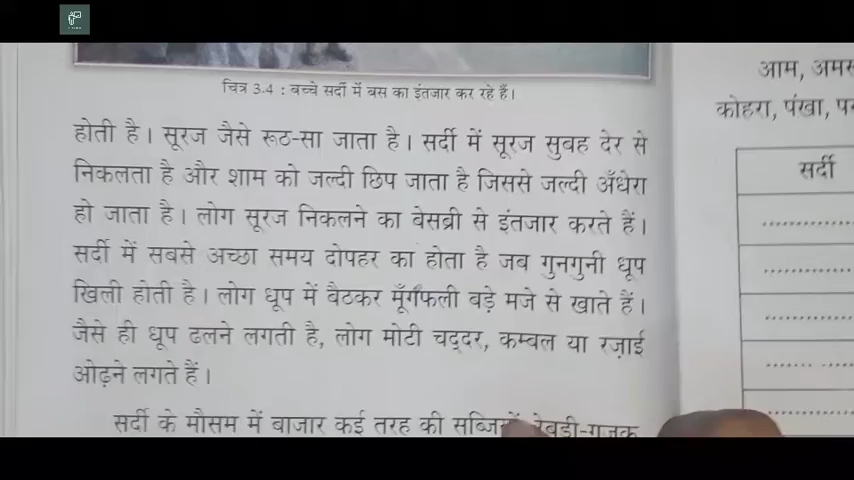 चित्र 3.4 : बच्चे सर्दी में बस का इंतजार कर रहे हैं।
होती है। सूरज जैसे रूठ-सा जाता है। सर्दी में सूरज सुबह देर से
निकलता है और शाम को जल्दी छिप जाता है जिससे जल्दी अँधेरा
हो जाता है। लोग सूरज निकलने का बेसब्री से इंतजार करते हैं।
सर्दी में सबसे अच्छा समय दोपहर का होता है जब गुनगुनी धूप
खिली होती है। लोग धूप में बैठकर मूँगफली बड़े मजे से खाते हैं।
जैसे ही धूप ढलने लगती है, लोग मोटी चद्दर, कम्बल या रज़ाई
ओढ़ने लगते हैं।
सर्दी के मौसम में बाजार कई तरह की
आम,
कोहरा, पंखा,
सर्दी